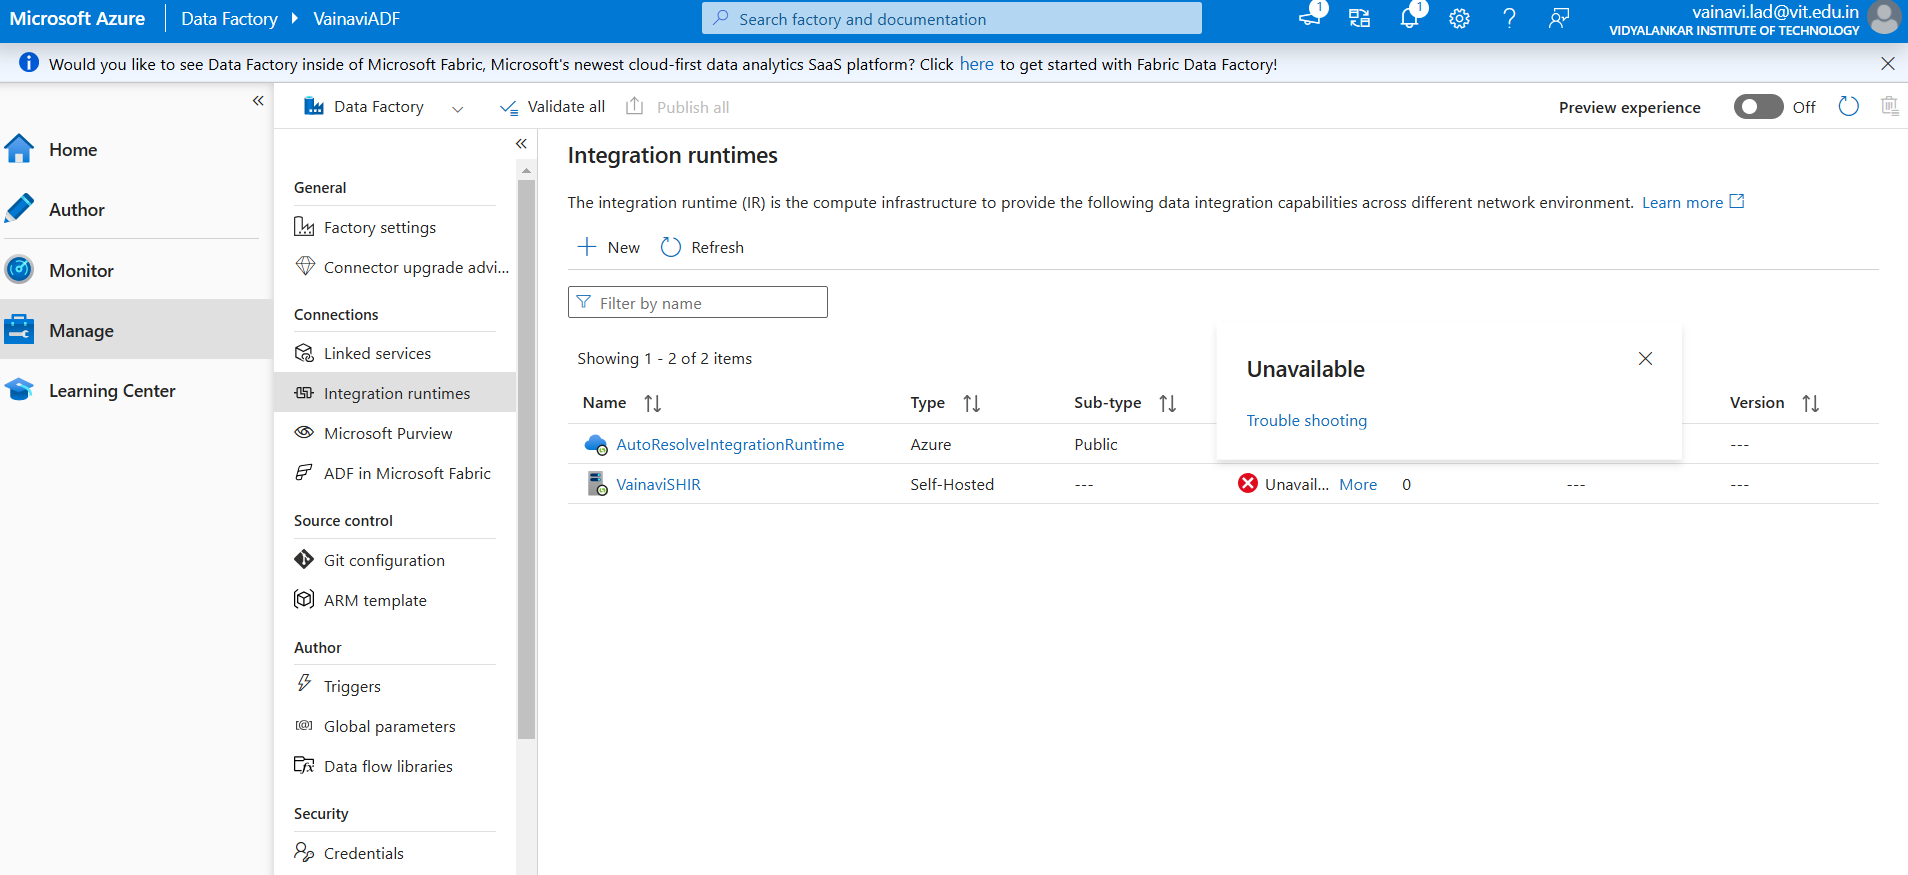 Microsoft Azure
Data Factory
VainaviADF
Search factory and documentation
1
1
vainavi.lad@vit.edu.in
VIDYALANKAR INSTITUTE OF TECHNOLOGY
Would you like to see Data Factory inside of Microsoft Fabric, Microsoft's newest cloud-first data analytics SaaS platform? Click here to get started with Fabric Data Factory!
Home
Author
Monitor
Manage
Learning Center
Data Factory
Validate all
Publish all
Preview experience
Off
General
Factory settings
Connector upgrade advi...
Connections
Linked services
Integration runtimes
Microsoft Purview
ADF in Microsoft Fabric
Source control
Git configuration
ARM template
Author
Triggers
Global parameters
Data flow libraries
Security
Credentials
Integration runtimes
The integration runtime (IR) is the compute infrastructure to provide the following data integration capabilities across different network environment. Learn more
New
Refresh
Filter by name
Showing 1 - 2 of 2 items
Unavailable
Trouble shooting
Name Type Sub-type Version
AutoResolveIntegrationRuntime Azure Public ---
VainaviSHIR Self-Hosted --- Unavail... More 0 --- ---